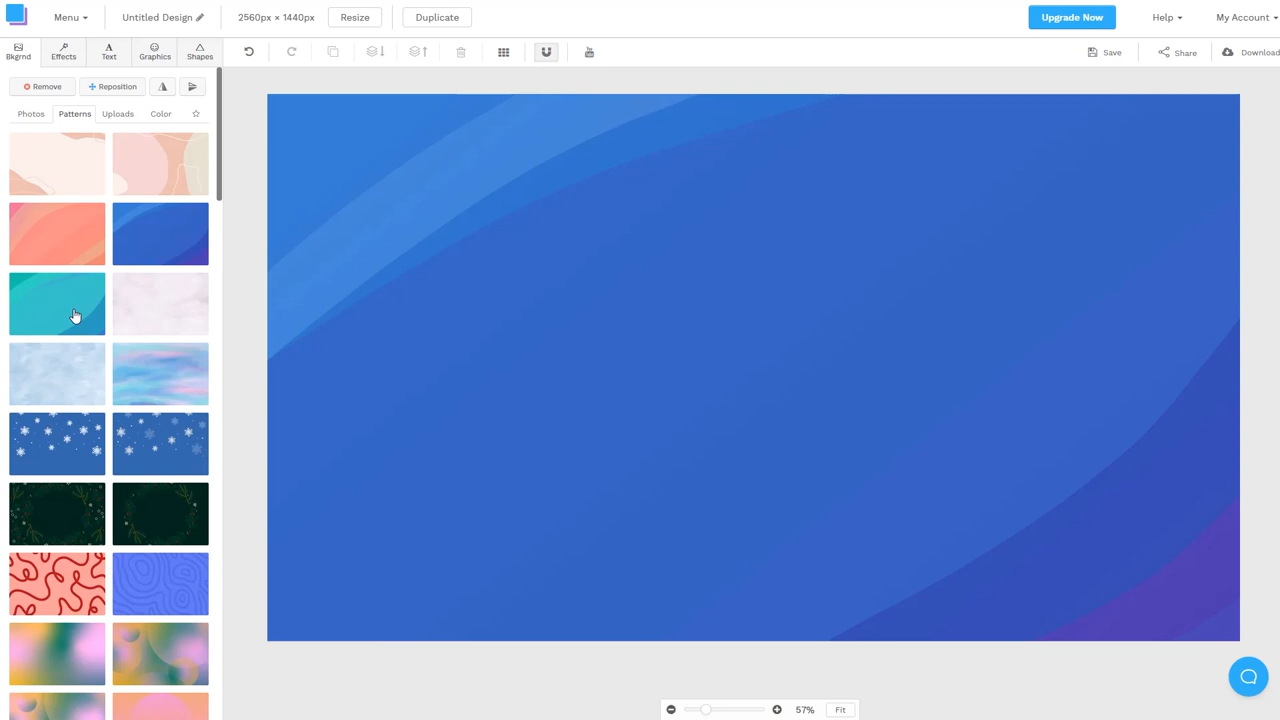 Menu Untitled Design 2560px × 1440px Resize Duplicate Upgrade Now Help My Account
Bkgrnd Effects Text Graphics Shapes Save Share Download
Remove Reposition
Photos Patterns Uploads Color
57% Fit